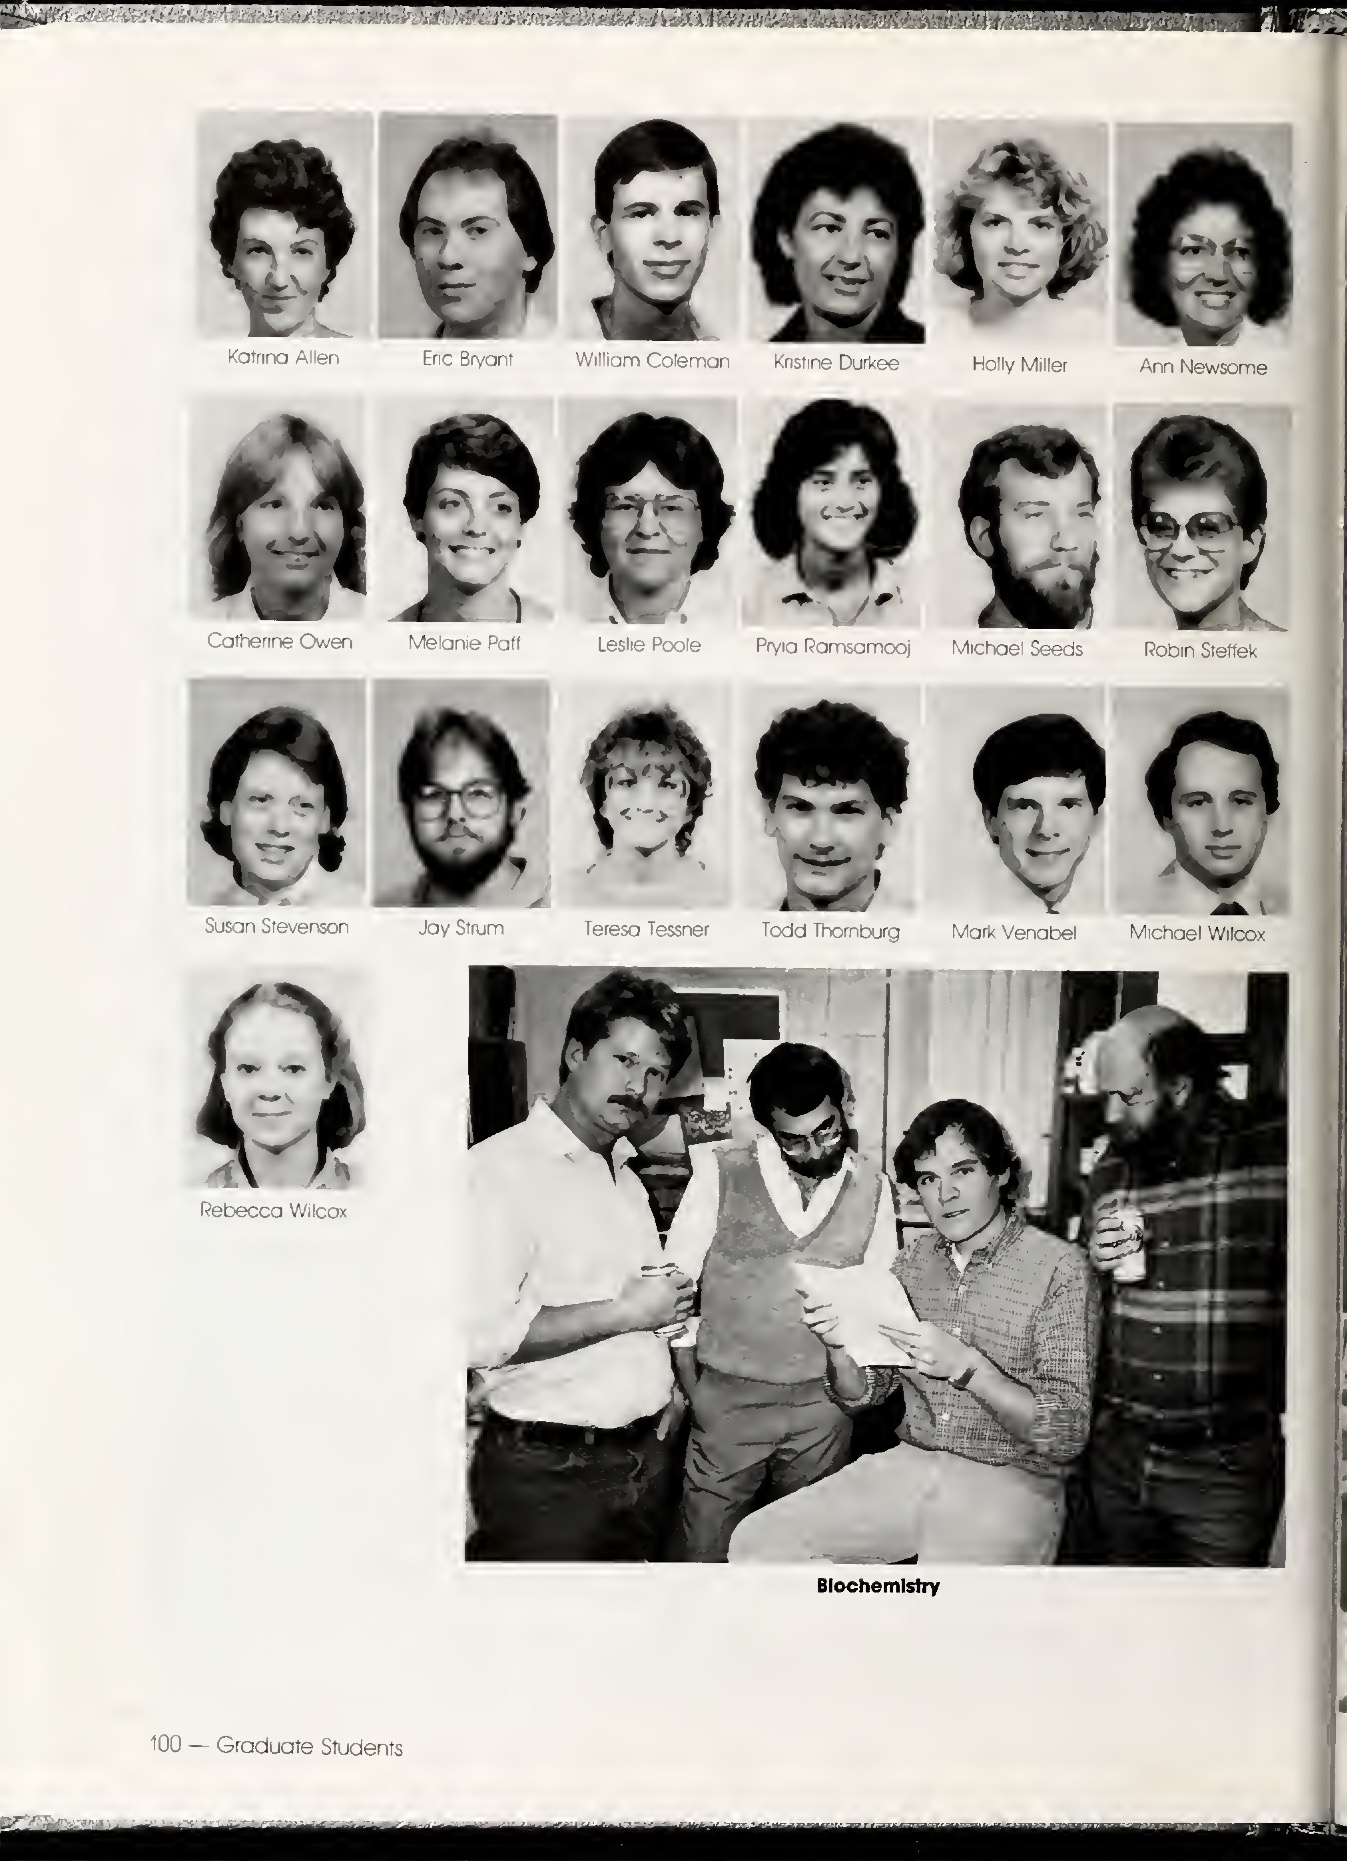 Katrina Allen Eric Bryant William Coleman Kristine Durkee Holly Miller Ann Newsome
Catherine Owen Melanie Paff Leslie Poole Pryia Ramsamooj Michael Seeds Robin Steffek
Susan Stevenson Jay Strum Teresa Tessner Todd Thornburg Mark Venabel Michael Wilcox
Rebecca Wilcox
Biochemistry
100 — Graduate Students